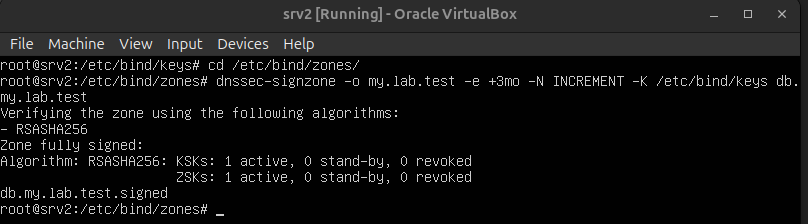 srv2 [Running] - Oracle VirtualBox
File Machine View Input Devices Help
root@srv2:/etc/bind/keys# cd /etc/bind/zones/
root@srv2:/etc/bind/zones# dnssec-signzone -o my.lab.test -e +3mo -N INCREMENT -K /etc/bind/keys db.
my.lab.test
Verifying the zone using the following algorithms:
- RSASHA256
Zone fully signed:
Algorithm: RSASHA256: KSKs: 1 active, 0 stand-by, 0 revoked
ZSKs: 1 active, 0 stand-by, 0 revoked
db.my.lab.test.signed
root@srv2:/etc/bind/zones# _